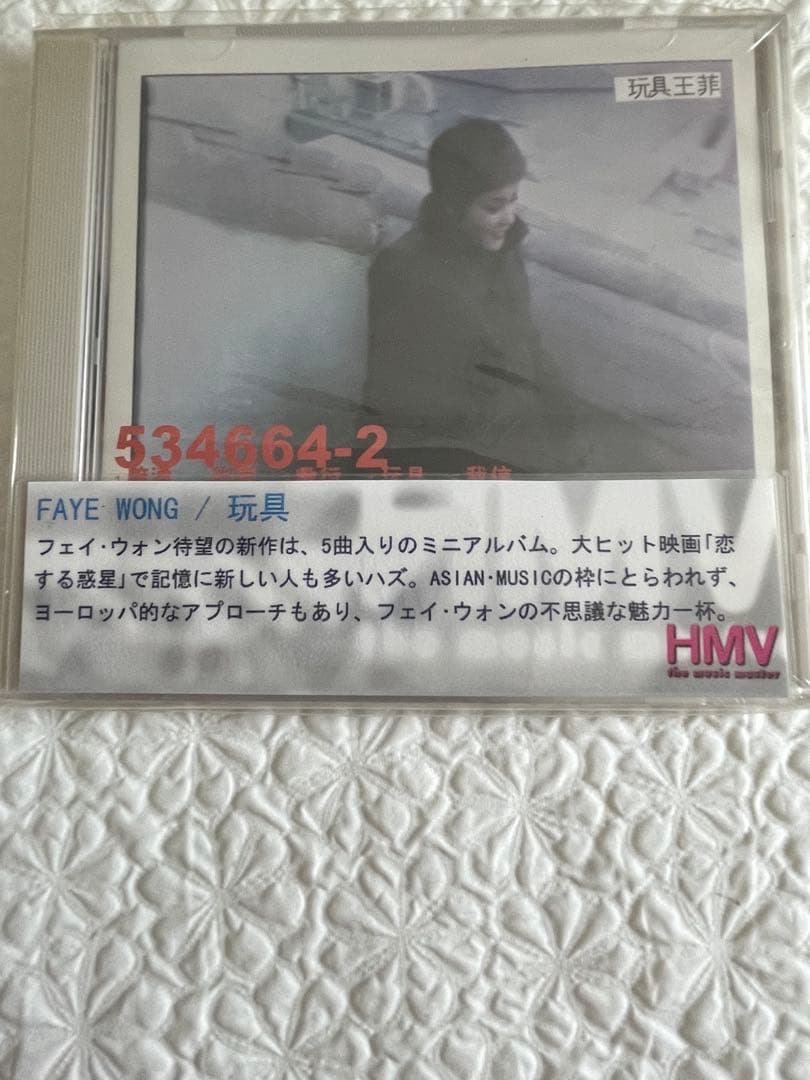 玩具王菲
534664-2
玩具
FAYE WONG / 玩具
フェイ・ウォン待望の新作は、5曲入りのミニアルバム。大ヒット映画「恋
する惑星」で記憶に新しい人も多いハズ。ASIAN・MUSICの枠にとらわれず、
ヨーロッパ的なアプローチもあり、フェイ・ウォンの不思議な魅力一杯。
HMV
the music master